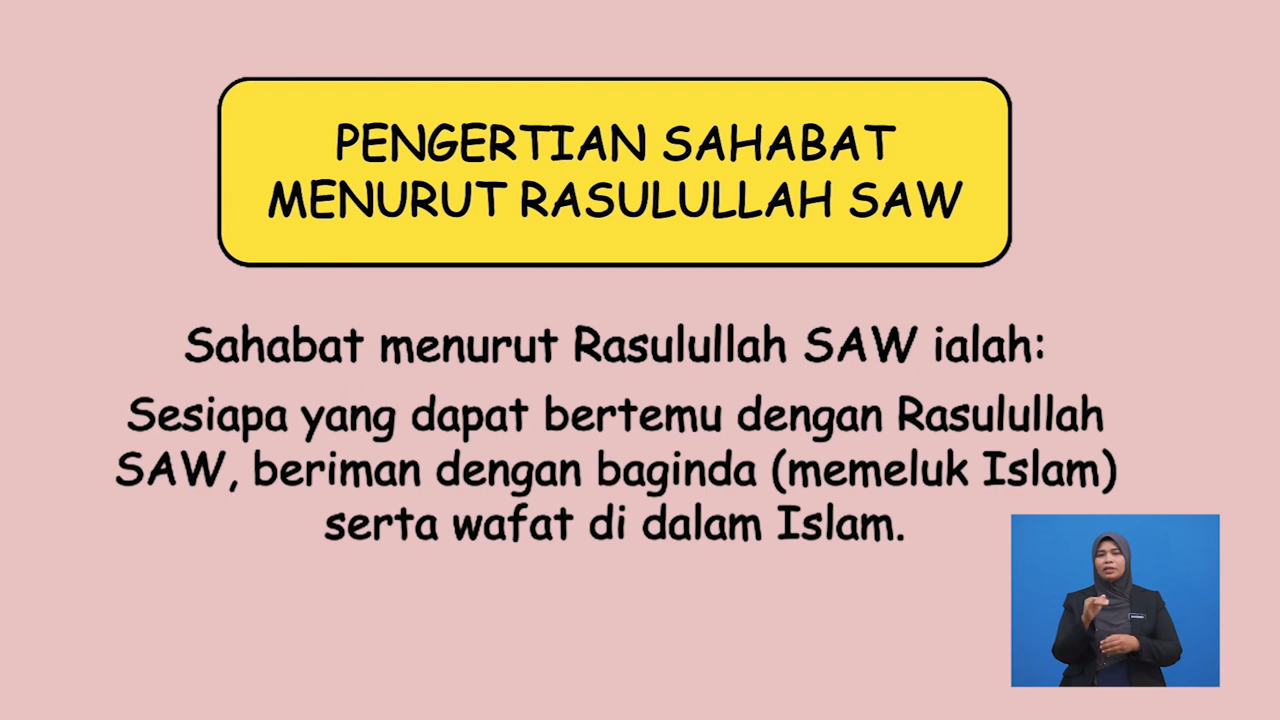 PENGERTIAN SAHABAT
MENURUT RASULULLAH SAW
Sahabat menurut Rasulullah SAW ialah:
Sesiapa yang dapat bertemu dengan Rasulullah
SAW, beriman dengan baginda (memeluk Islam)
serta wafat di dalam Islam.